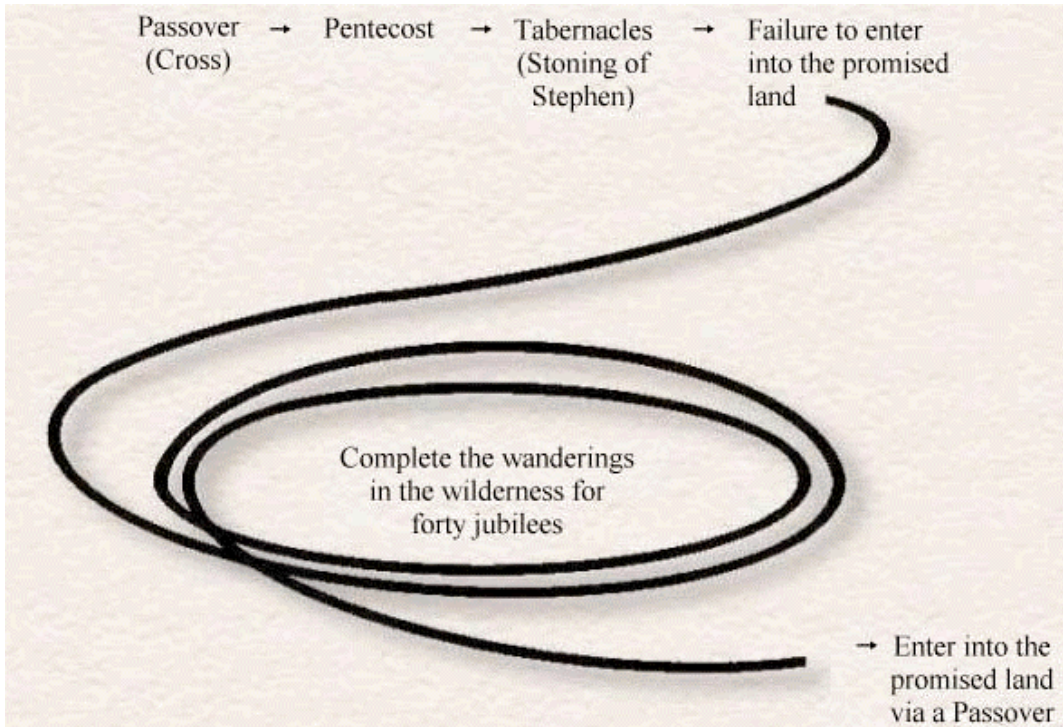 Passover → Pentecost → Tabernacles → Failure to enter
(Cross) (Stoning of into the promised
Stephen) land
Complete the wanderings
in the wilderness for
forty jubilees
→ Enter into the
promised land
via a Passover